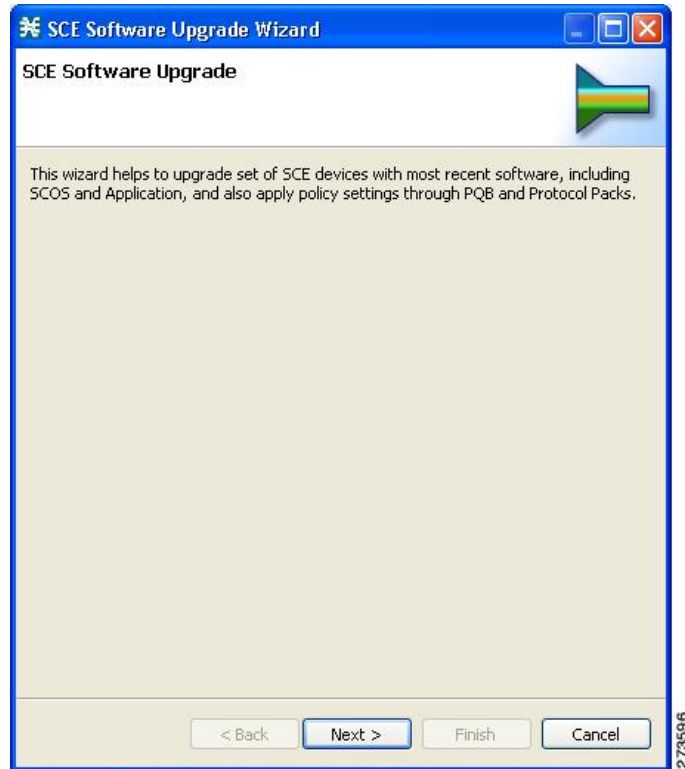 SCE Software Upgrade Wizard
SCE Software Upgrade
This wizard helps to upgrade set of SCE devices with most recent software, including
SCOS and Application, and also apply policy settings through PQB and Protocol Packs.
< Back
Next >
Finish
Cancel
273596